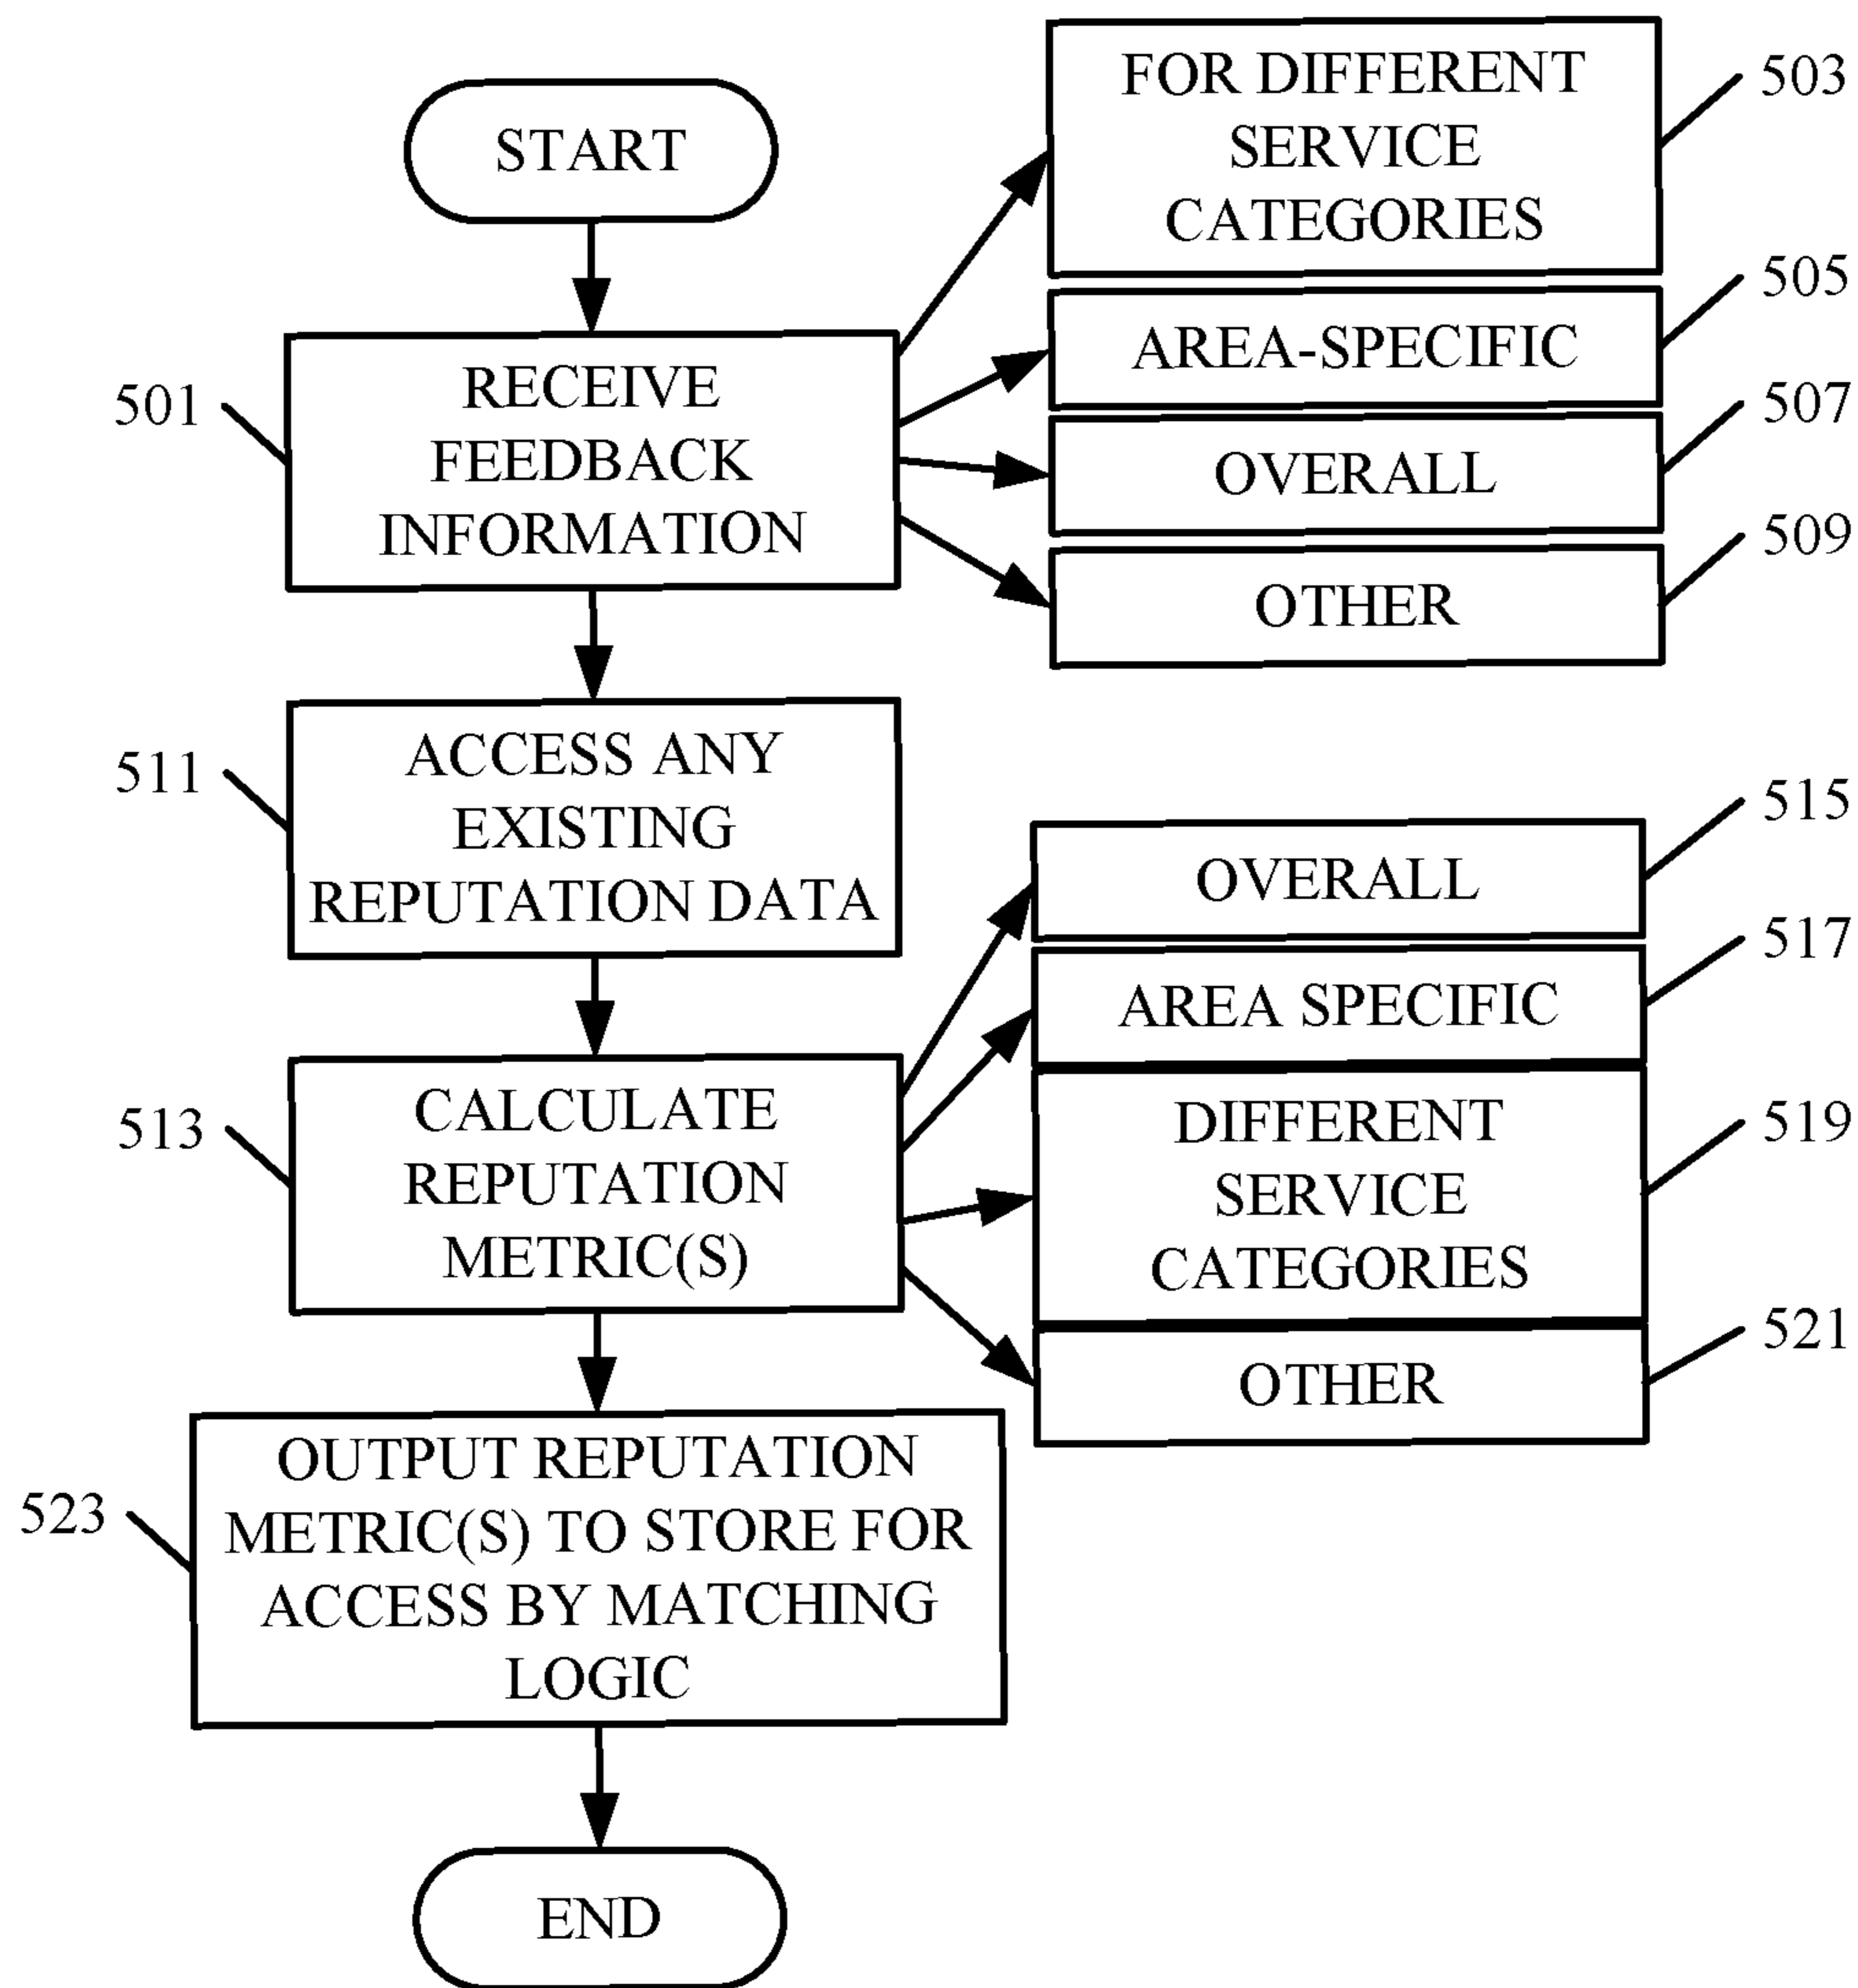 START
501
RECEIVE
FEEDBACK
INFORMATION
FOR DIFFERENT
SERVICE
CATEGORIES
503
AREA-SPECIFIC
505
OVERALL
507
OTHER
509
511
ACCESS ANY
EXISTING
REPUTATION DATA
513
CALCULATE
REPUTATION
METRIC(S)
OVERALL
515
AREA SPECIFIC
517
DIFFERENT
SERVICE
CATEGORIES
519
OTHER
521
523
OUTPUT REPUTATION
METRIC(S) TO STORE FOR
ACCESS BY MATCHING
LOGIC
END